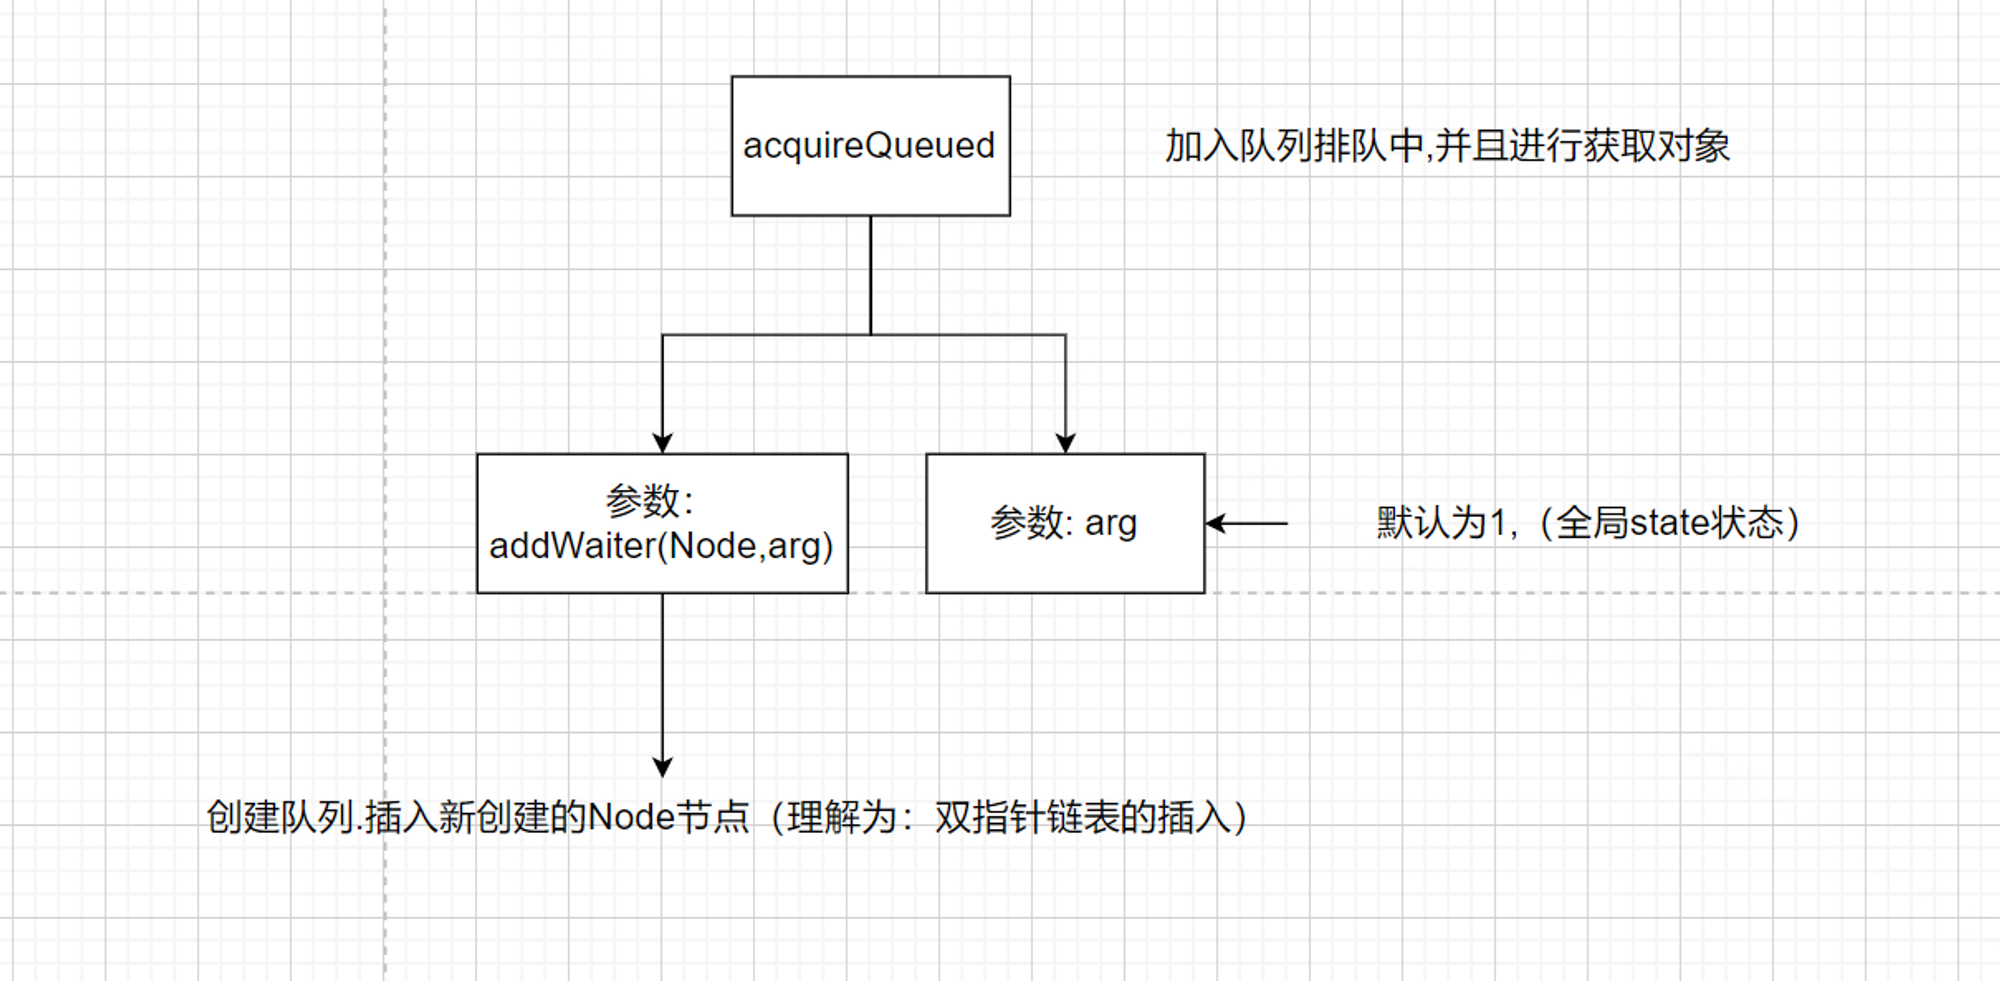 acquireQueued
加入队列排队中,并且进行获取对象
参数：
addWaiter(Node,arg)
参数: arg
默认为1,（全局state状态）
创建队列.插入新创建的Node节点（理解为：双指针链表的插入）